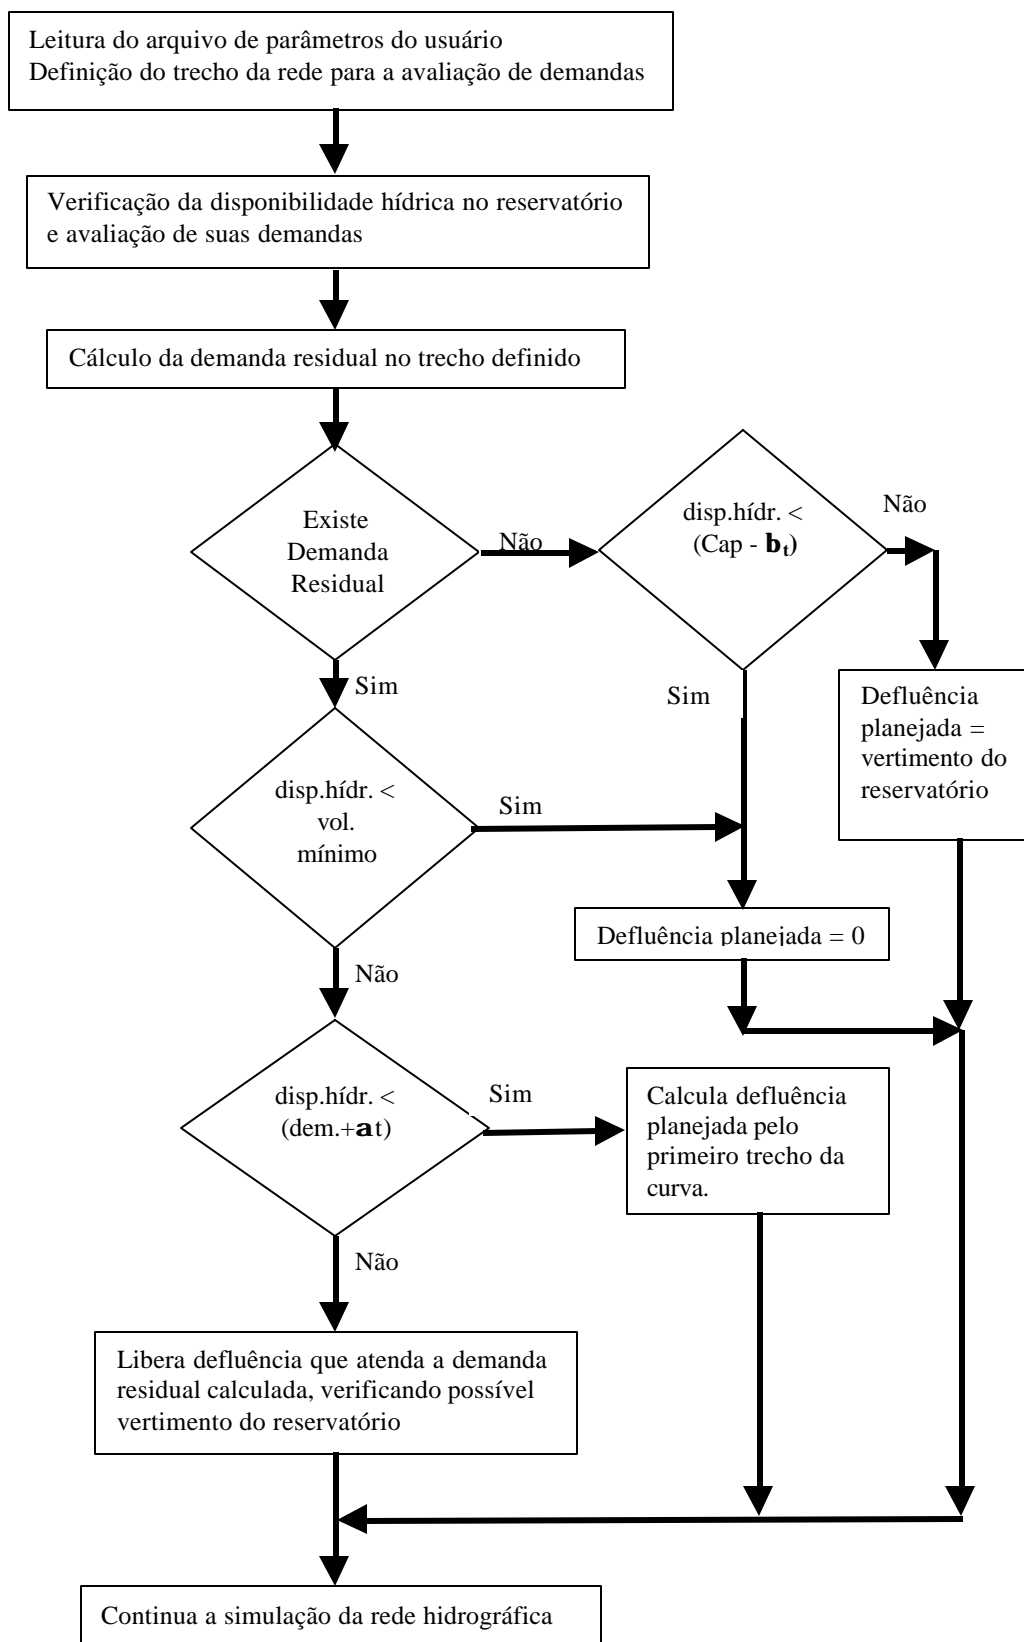 Leitura do arquivo de parâmetros do usuário
Definição do trecho da rede para a avaliação de demandas
Verificação da disponibilidade hídrica no reservatório
e avaliação de suas demandas
Cálculo da demanda residual no trecho definido
Existe
Demanda
Residual
Não
disp.hídr. <
(Cap - bt)
Não
Sim
Sim
Defluência
planejada =
vertimento do
reservatório
disp.hídr. <
vol.
mínimo
Sim
Defluência planejada = 0
Não
disp.hídr. <
(dem.+at)
Sim
Calcula defluência
planejada pelo
primeiro trecho da
curva.
Não
Libera defluência que atenda a demanda
residual calculada, verificando possível
vertimento do reservatório
Continua a simulação da rede hidrográfica